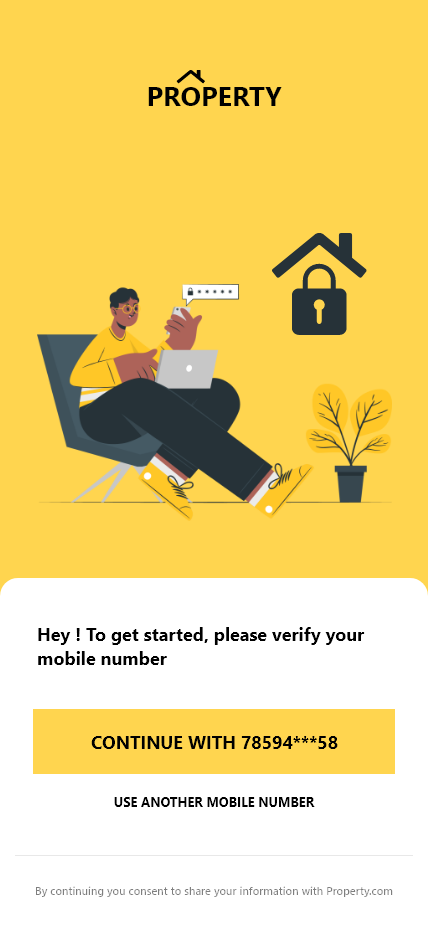 PROPERTY
*****
Hey ! To get started, please verify your
mobile number
CONTINUE WITH 78594***58
USE ANOTHER MOBILE NUMBER
By continuing you consent to share your information with Property.com